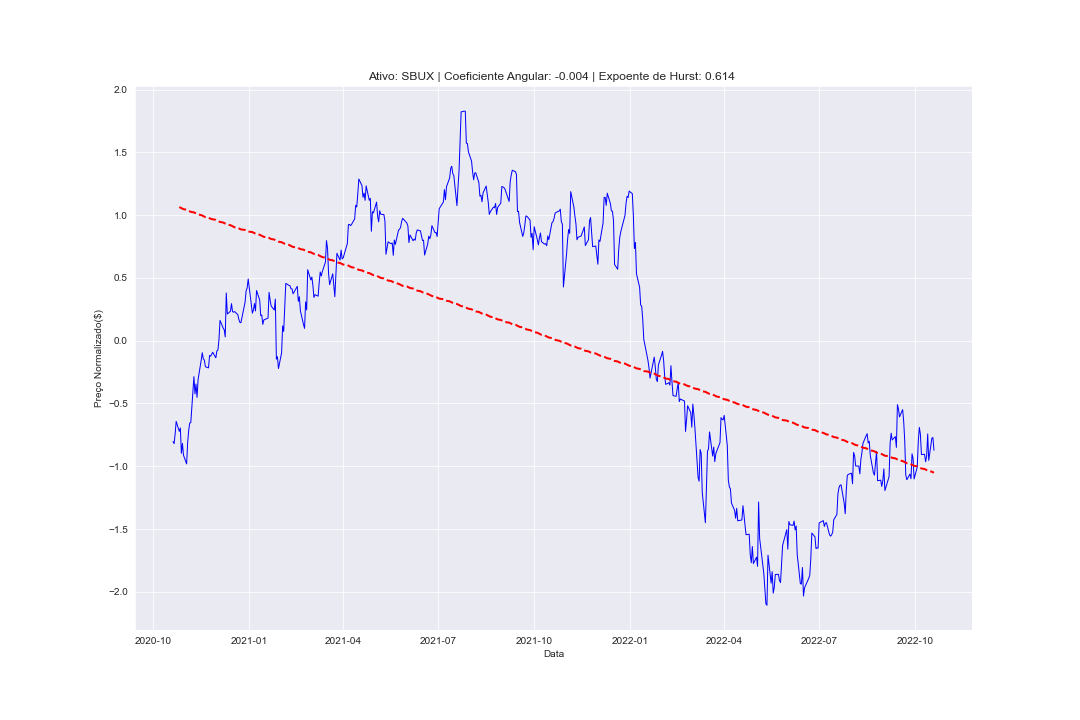 Ativo: SBUX | Coeficiente Angular: -0.004 | Expoente de Hurst: 0.614
2.0
1.5
1.0
0.5
0.0
−0.5
−1.0
−1.5
−2.0
Preço Normalizado($)
2020-10 2021-01 2021-04 2021-07 2021-10 2022-01 2022-04 2022-07 2022-10
Data